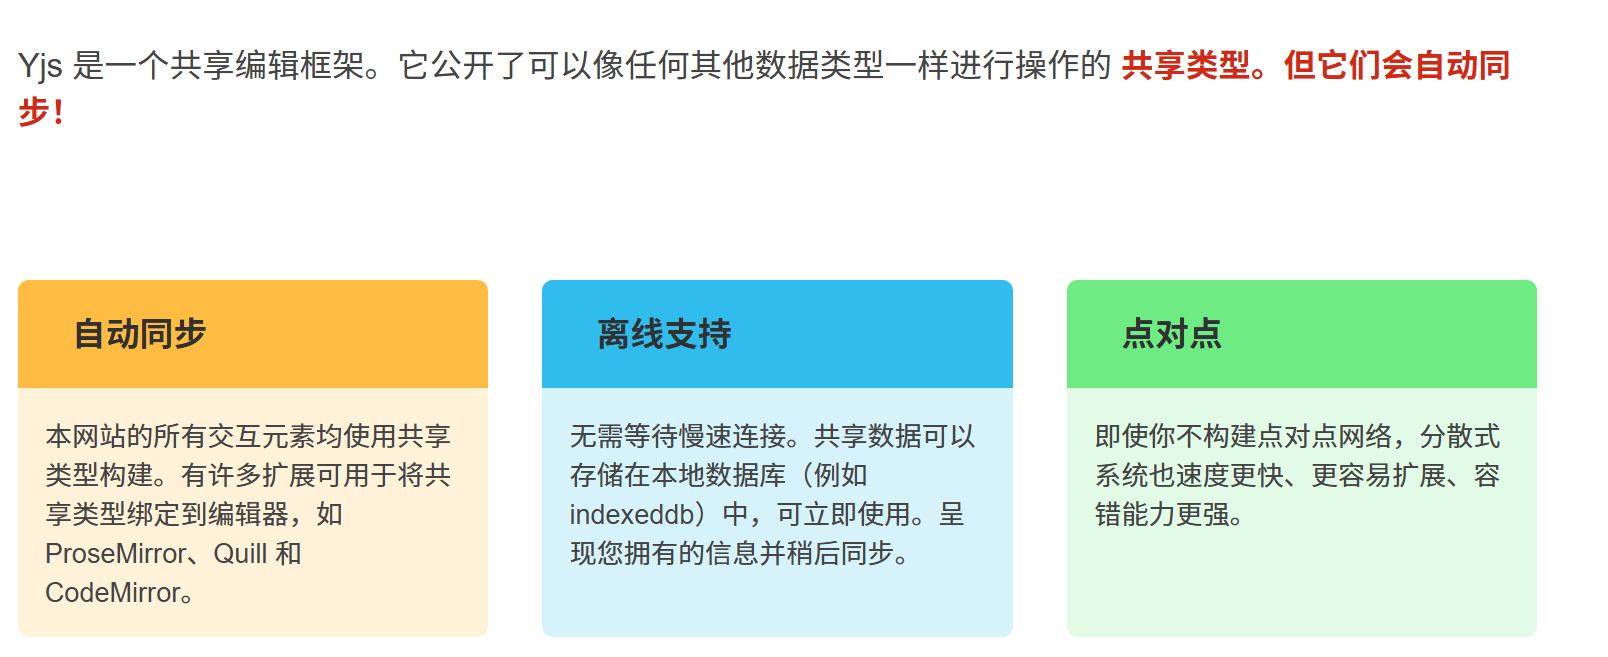 Yjs 是一个共享编辑框架。它公开了可以像任何其他数据类型一样进行操作的 共享类型。但它们会自动同
步！
自动同步
本网站的所有交互元素均使用共享
类型构建。有许多扩展可用于将共
享类型绑定到编辑器，如
ProseMirror、Quill 和
CodeMirror。
离线支持
无需等待慢速连接。共享数据可以
存储在本地数据库（例如
indexeddb）中，可立即使用。呈
现您拥有的信息并稍后同步。
点对点
即使你不构建点对点网络，分散式
系统也速度更快、更容易扩展、容
错能力更强。